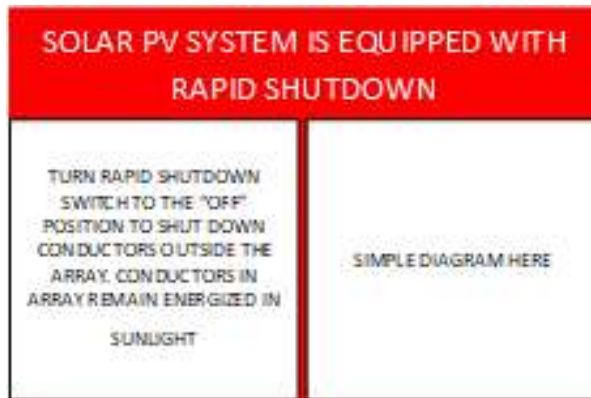 SOLAR PV SYSTEM IS EQUIPPED WITH
RAPID SHUTDOWN
TURN RAPID SHUTDOWN
SWITCH TO THE "OFF"
POSITION TO SHUT DOWN
CONDUCTORS OUTSIDE THE
ARRAY. CONDUCTORS IN
ARRAY REMAIN ENERGIZED IN
SUNLIGHT
SIMPLE DIAGRAM HERE